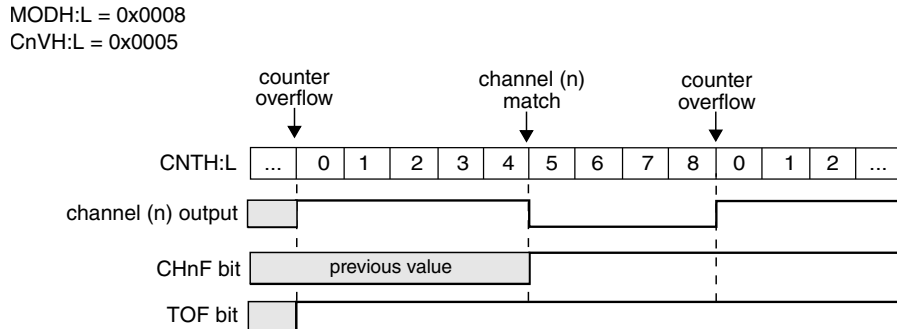 MODH:L = 0x0008
CnVH:L = 0x0005
counter overflow
channel (n) match
counter overflow
CNTH:L ... 0 1 2 3 4 5 6 7 8 0 1 2 ...
channel (n) output
CHnF bit previous value
TOF bit